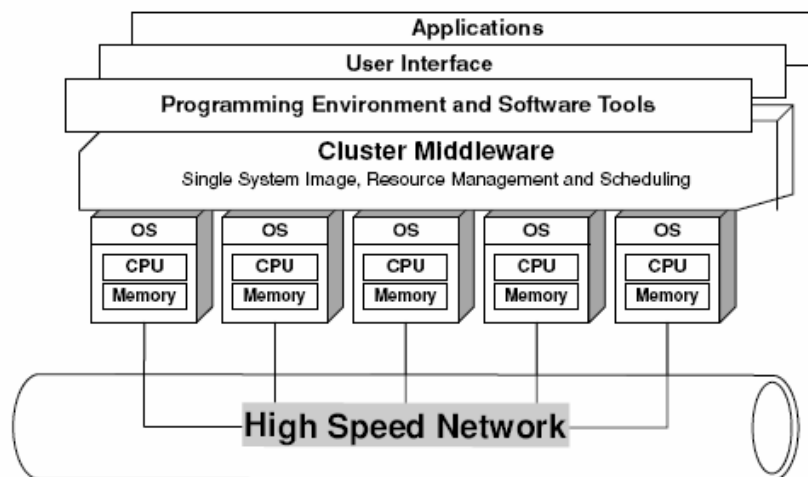 Applications
User Interface
Programming Environment and Software Tools
Cluster Middleware
Single System Image, Resource Management and Scheduling
OS OS OS OS OS
CPU CPU CPU CPU CPU
Memory Memory Memory Memory Memory
High Speed Network